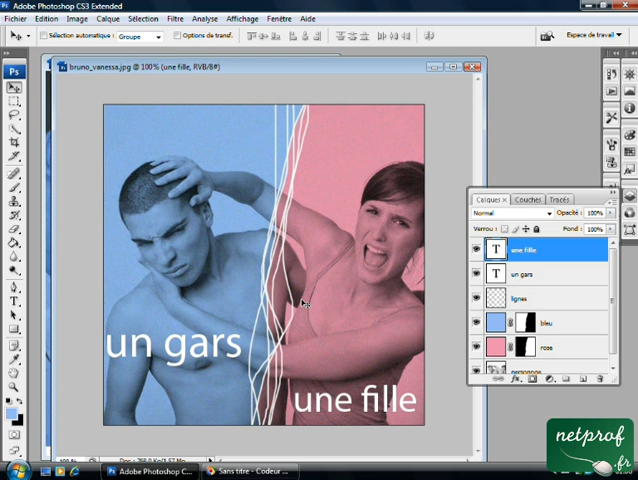 Adobe Photoshop CS3 Extended
Fichier Edition Image Calque Sélection Filtre Analyse Affichage Fenêtre Aide
Sélection automatique : Groupe Options de transf. Espace de travail
Ps
bruno_vanessa.jpg @ 100% (une fille, RVB/8#)
Calques Couches Tracés
Normal Opacité : 100%
Verrou : Fond : 100%
T une fille
T un gars
lignes
bleu
rose
un gars
une fille
Adobe Photoshop C... Sans titre - Codeur ...
netprof
.fr